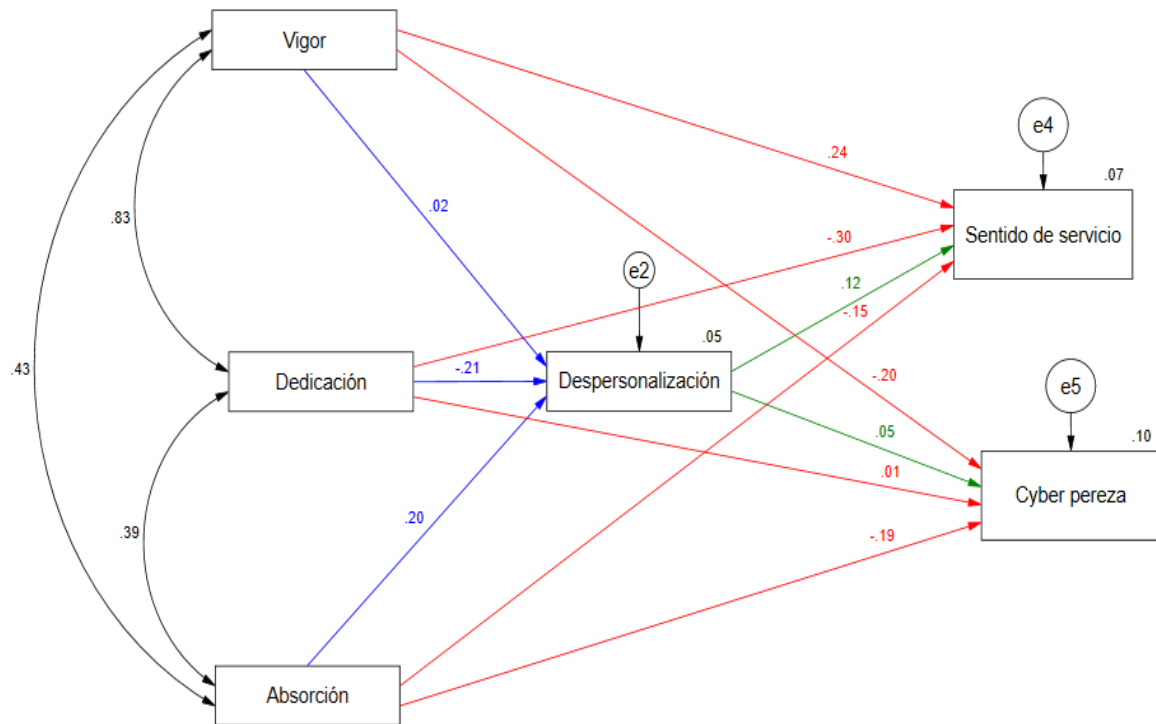 Vigor
e4
.07
.24
.02
.83
Sentido de servicio
-.30
e2
.12
-.15
.05
.43
Dedicación
-.21
Despersonalización
-.20
e5
.05
.10
.01
Cyber pereza
.39
.20
-.19
Absorción